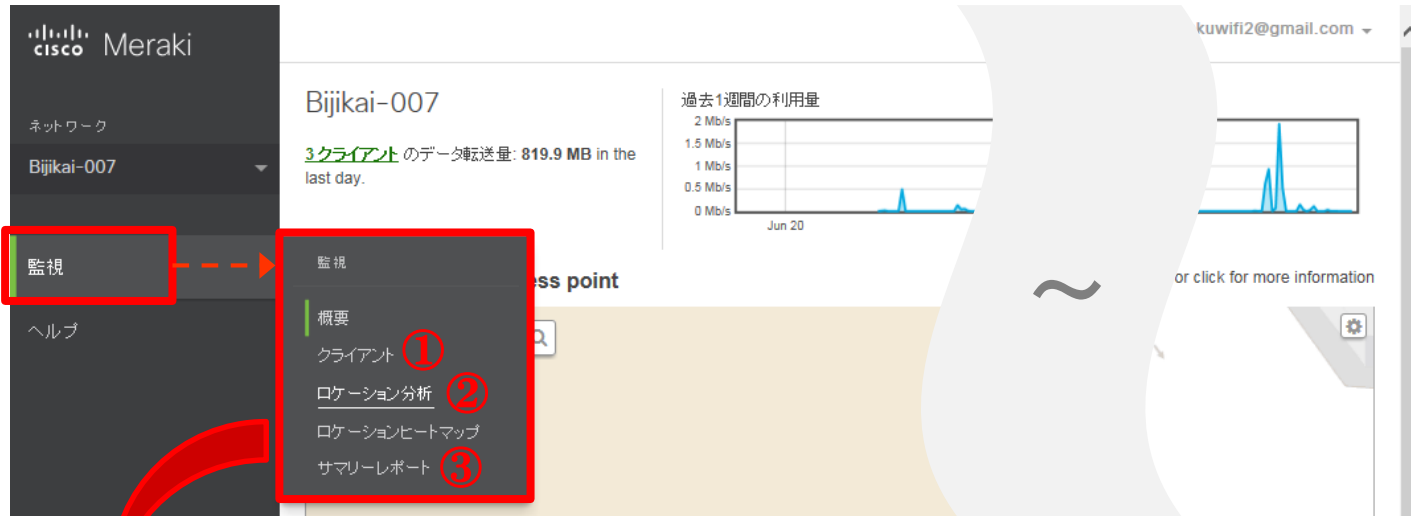 cisco Meraki
kuwifi2@gmail.com
ネットワーク
Bijikai-007
監視
ヘルプ
Bijikai-007
3クライアント のデータ転送量: 819.9 MB in the
last day.
過去1週間の利用量
2 Mb/s
1.5 Mb/s
1 Mb/s
0.5 Mb/s
0 Mb/s
Jun 20
監視
概要
クライアント ①
ロケーション分析 ②
ロケーションヒートマップ
サマリーレポート ③
ess point
~
or click for more information